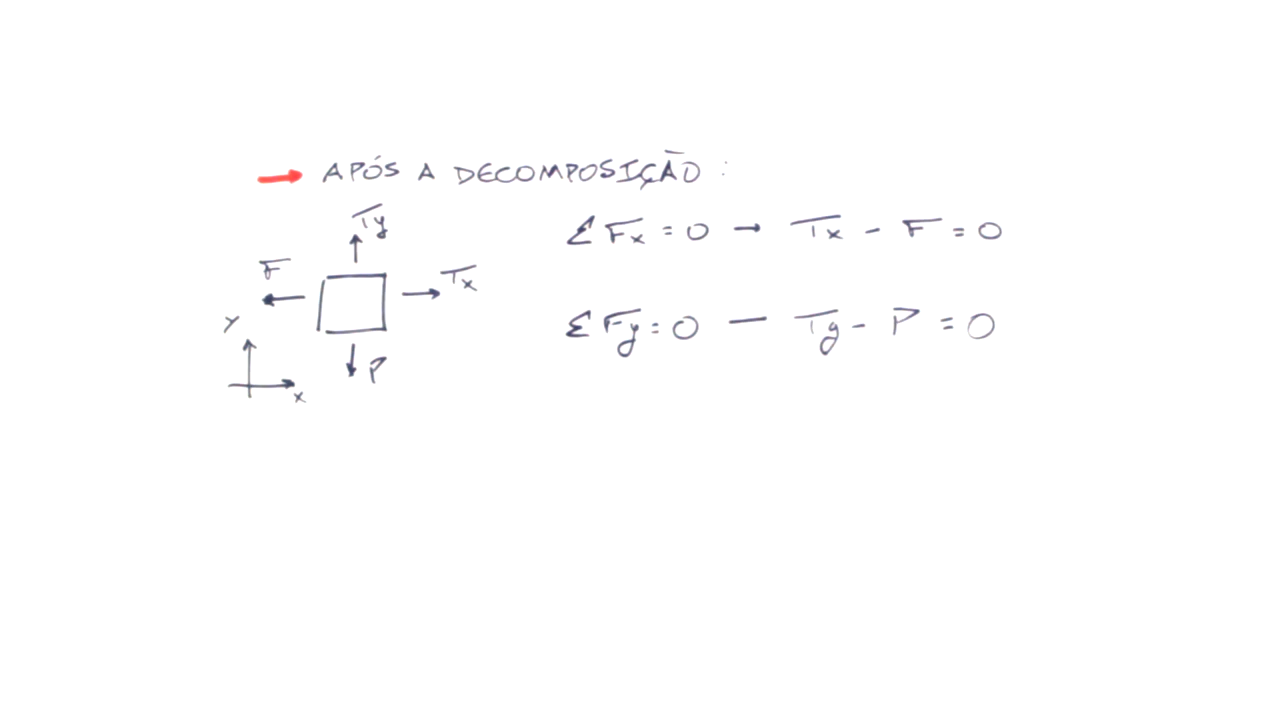 → APÓS A DECOMPOSIÇÃO :
Ty
F
Tx
P
Y
x
ΣFx = 0 → Tx - F = 0
ΣFy = 0 — Ty - P = 0